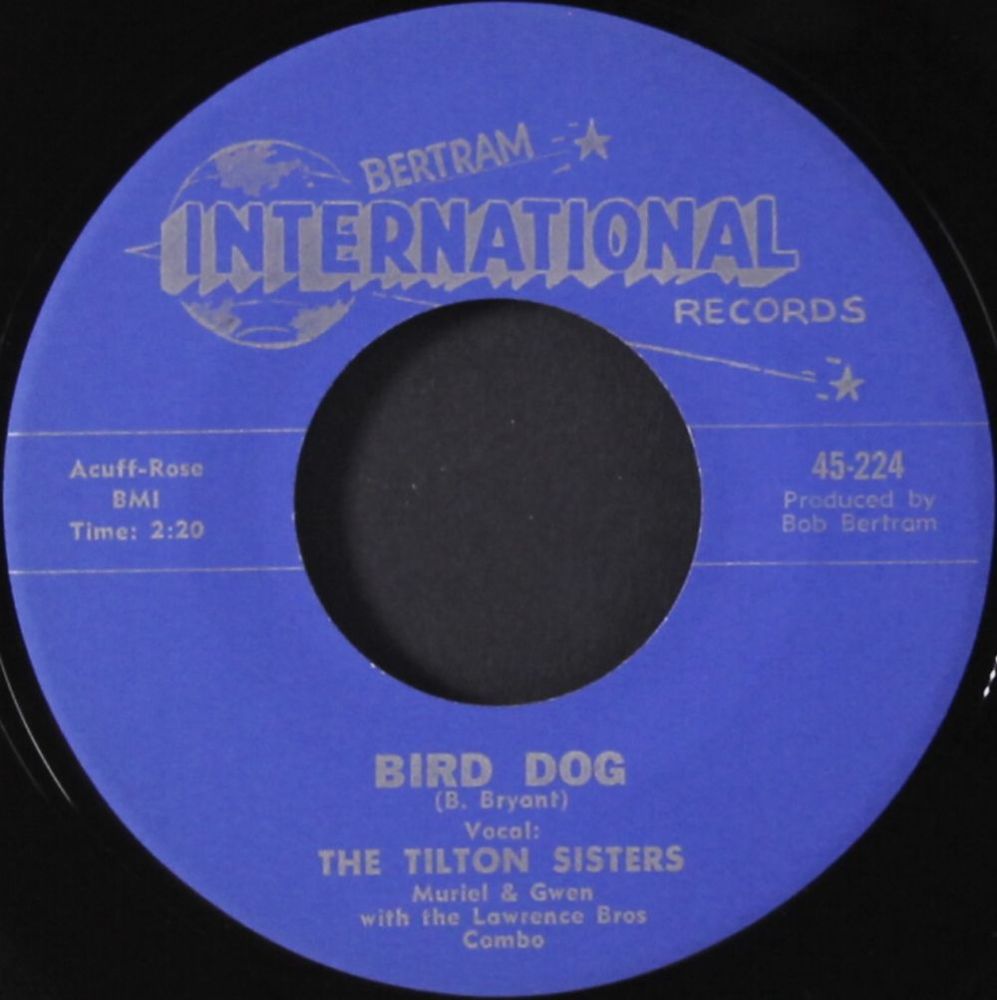 BERTRAM
INTERNATIONAL
RECORDS
Acuff-Rose
BMI
Time: 2:20
45-224
Produced by
Bob Bertram
BIRD DOG
(B. Bryant)
Vocal:
THE TILTON SISTERS
Muriel & Gwen
with the Lawrence Bros
Combo